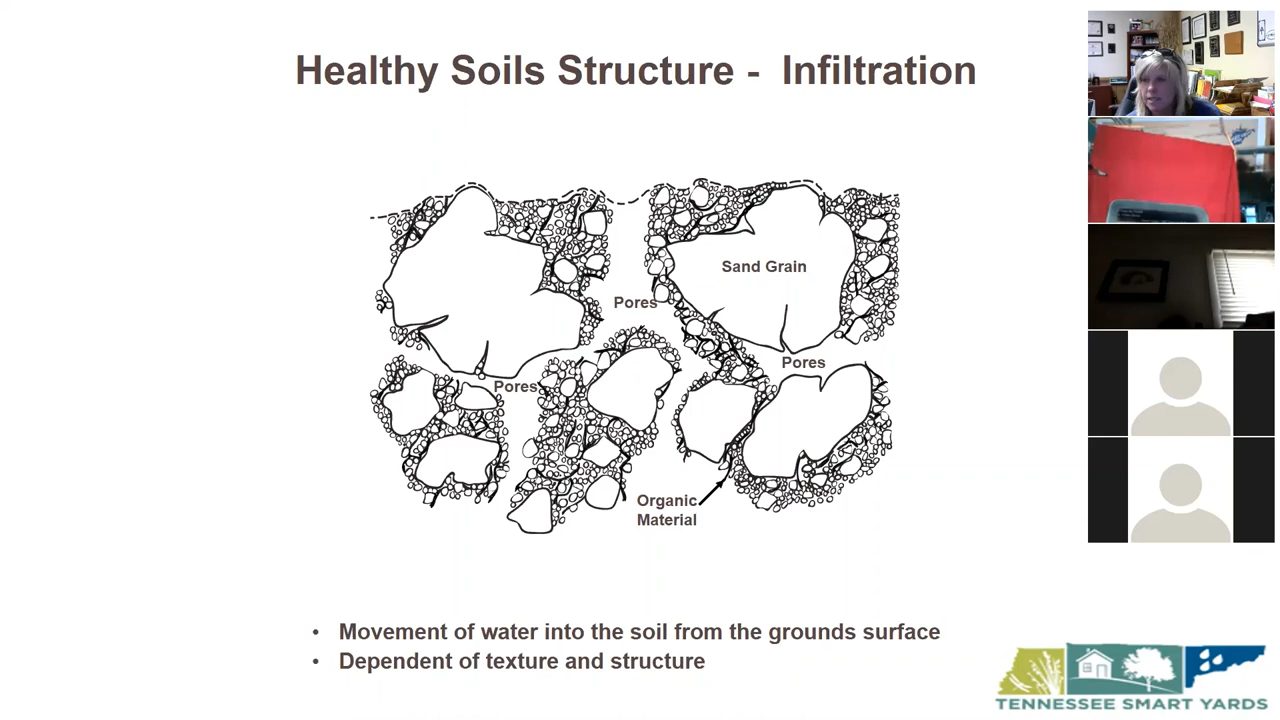 Healthy Soils Structure - Infiltration
Sand Grain
Pores
Pores
Pores
Organic
Material
• Movement of water into the soil from the grounds surface
• Dependent of texture and structure
TENNESSEE SMART YARDS